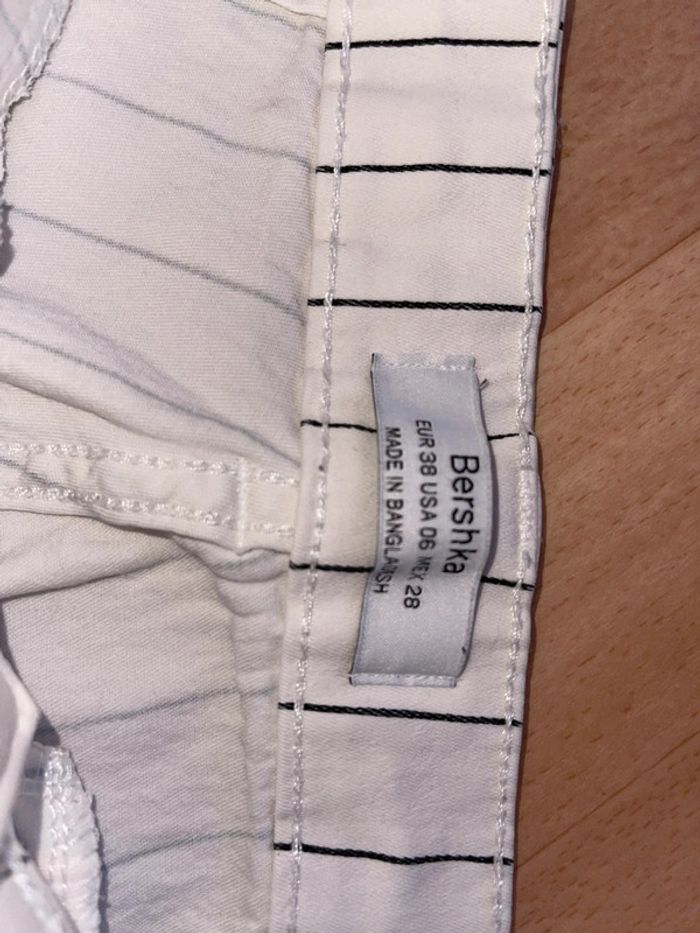 Bershka
EUR 38 USA 06 MEX 28
MADE IN BANGLADESH